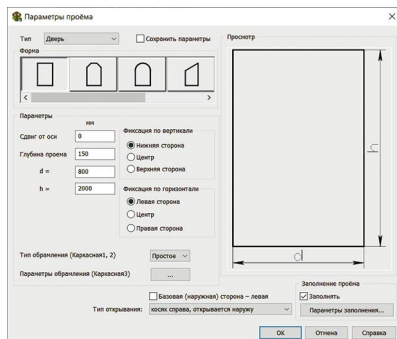 Параметры проёма
Тип Дверь
Сохранить параметры
Форма
Просмотр
Параметры
мм
Сдвиг от оси 0
Глубина проема 150
d = 800
h = 2000
Фиксация по вертикали
Нижняя сторона
Центр
Верхняя сторона
Фиксация по горизонтали
Левая сторона
Центр
Правая сторона
h
d
Тип обрамления (Каркасная1, 2) Простое
Параметры обрамления (Каркасная3) ...
Базовая (наружная) сторона – левая
Тип открывания: косяк справа, открывается наружу
Заполнение проёма
Заполнять
Параметры заполнения...
ОК Отмена Справка